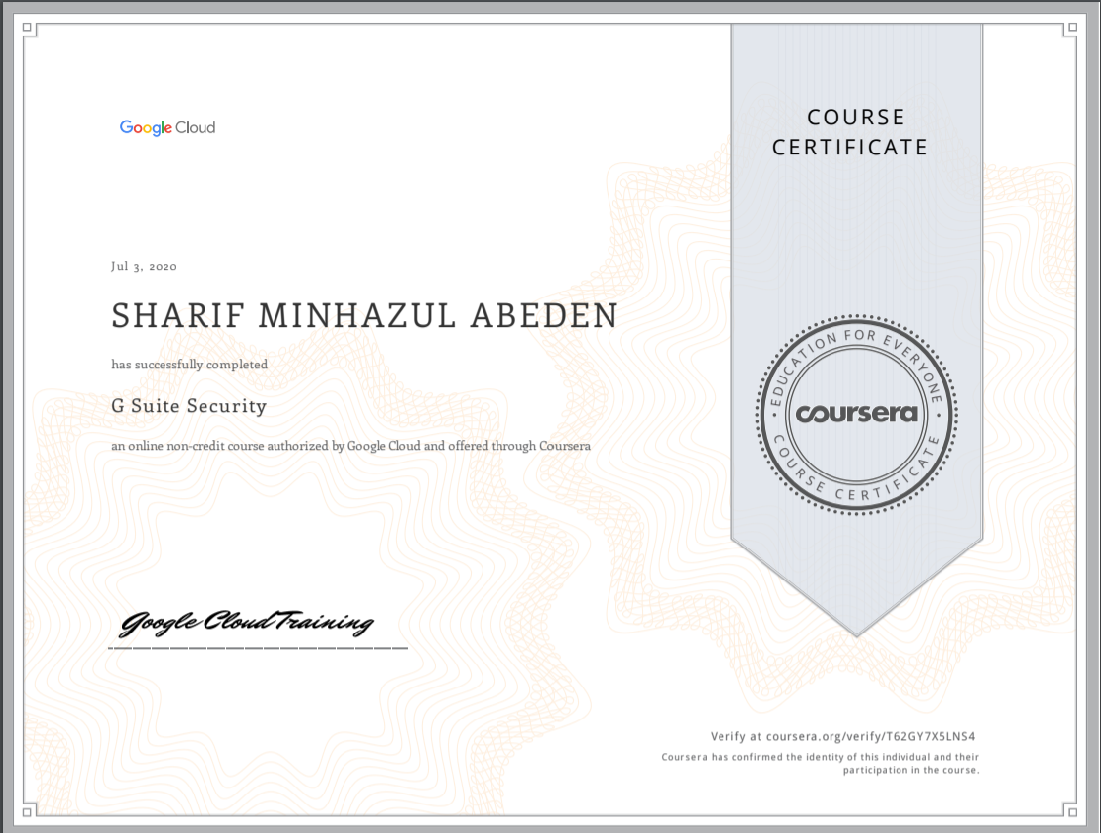 Google Cloud
COURSE
CERTIFICATE
Jul 3, 2020
SHARIF MINHAZUL ABEDEN
has successfully completed
G Suite Security
an online non-credit course authorized by Google Cloud and offered through Coursera
EDUCATION FOR EVERYONE
coursera
COURSE CERTIFICATE
Google Cloud Training
Verify at coursera.org/verify/T62GY7X5LNS4
Coursera has confirmed the identity of this individual and their
participation in the course.